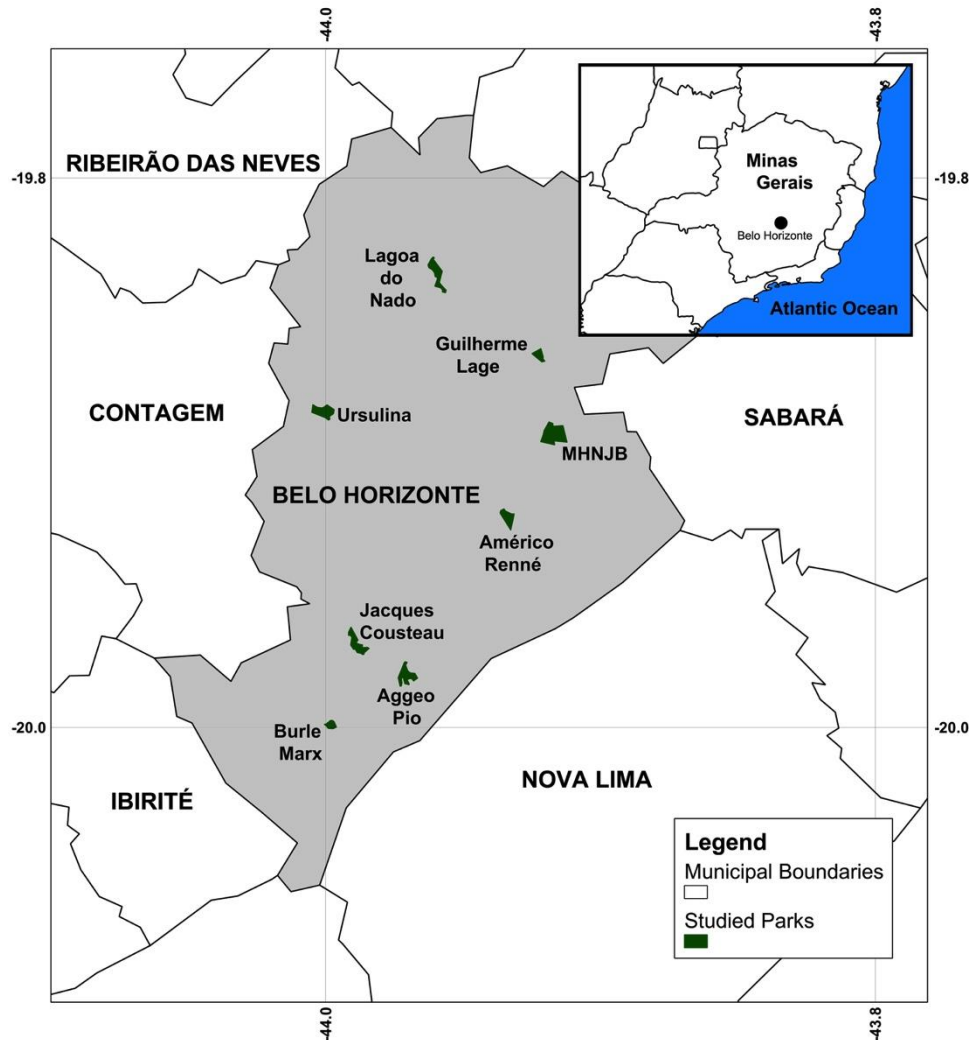 -44.0
-43.8
RIBEIRÃO DAS NEVES
-19.8
-19.8
Minas
Gerais
Belo Horizonte
Atlantic Ocean
Lagoa
do
Nado
Guilherme
Lage
CONTAGEM
Ursulina
SABARÁ
MHNJB
BELO HORIZONTE
Américo
Renné
Jacques
Cousteau
Aggeo
Pio
-20.0
-20.0
Burle
Marx
IBIRITÉ
NOVA LIMA
Legend
Municipal Boundaries
Studied Parks
-44.0
-43.8